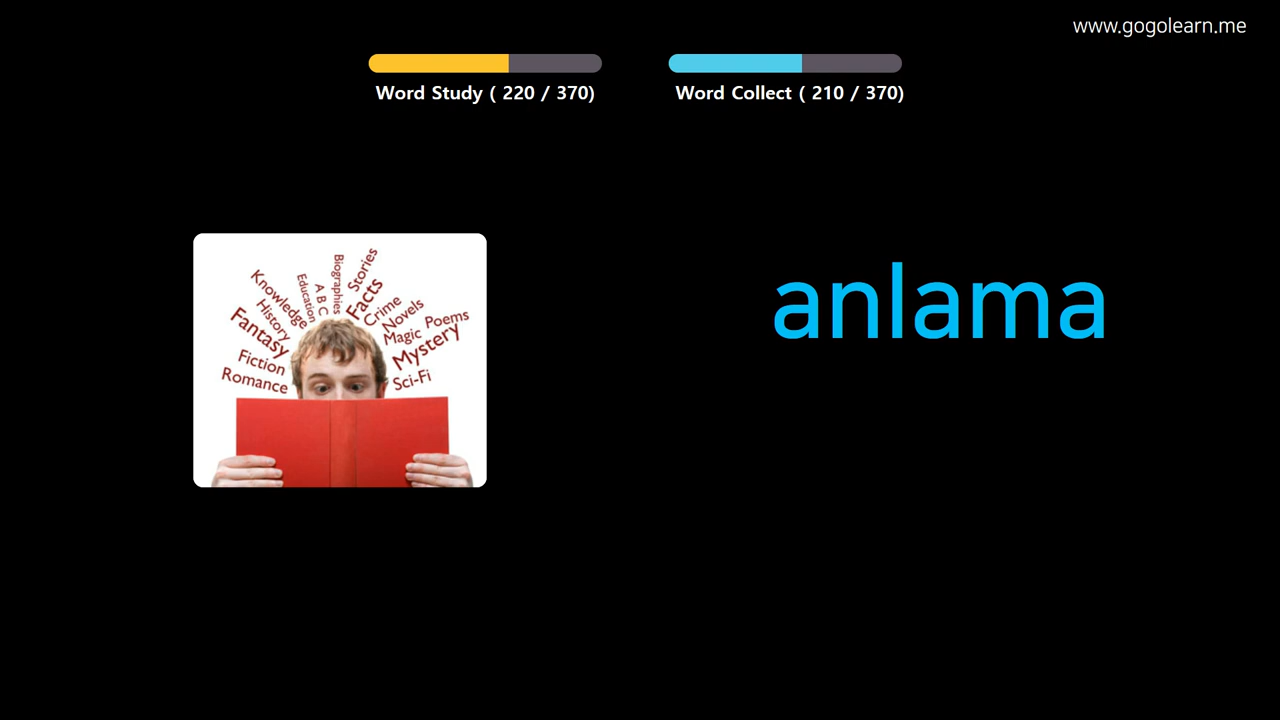 www.gogolearn.me
Word Study ( 220 / 370)
Word Collect ( 210 / 370)
anlama
Knowledge
History
Fantasy
Fiction
Romance
Education
A B C
Biographies
Stories
Facts
Crime
Novels
Magic
Poems
Mystery
Sci-Fi